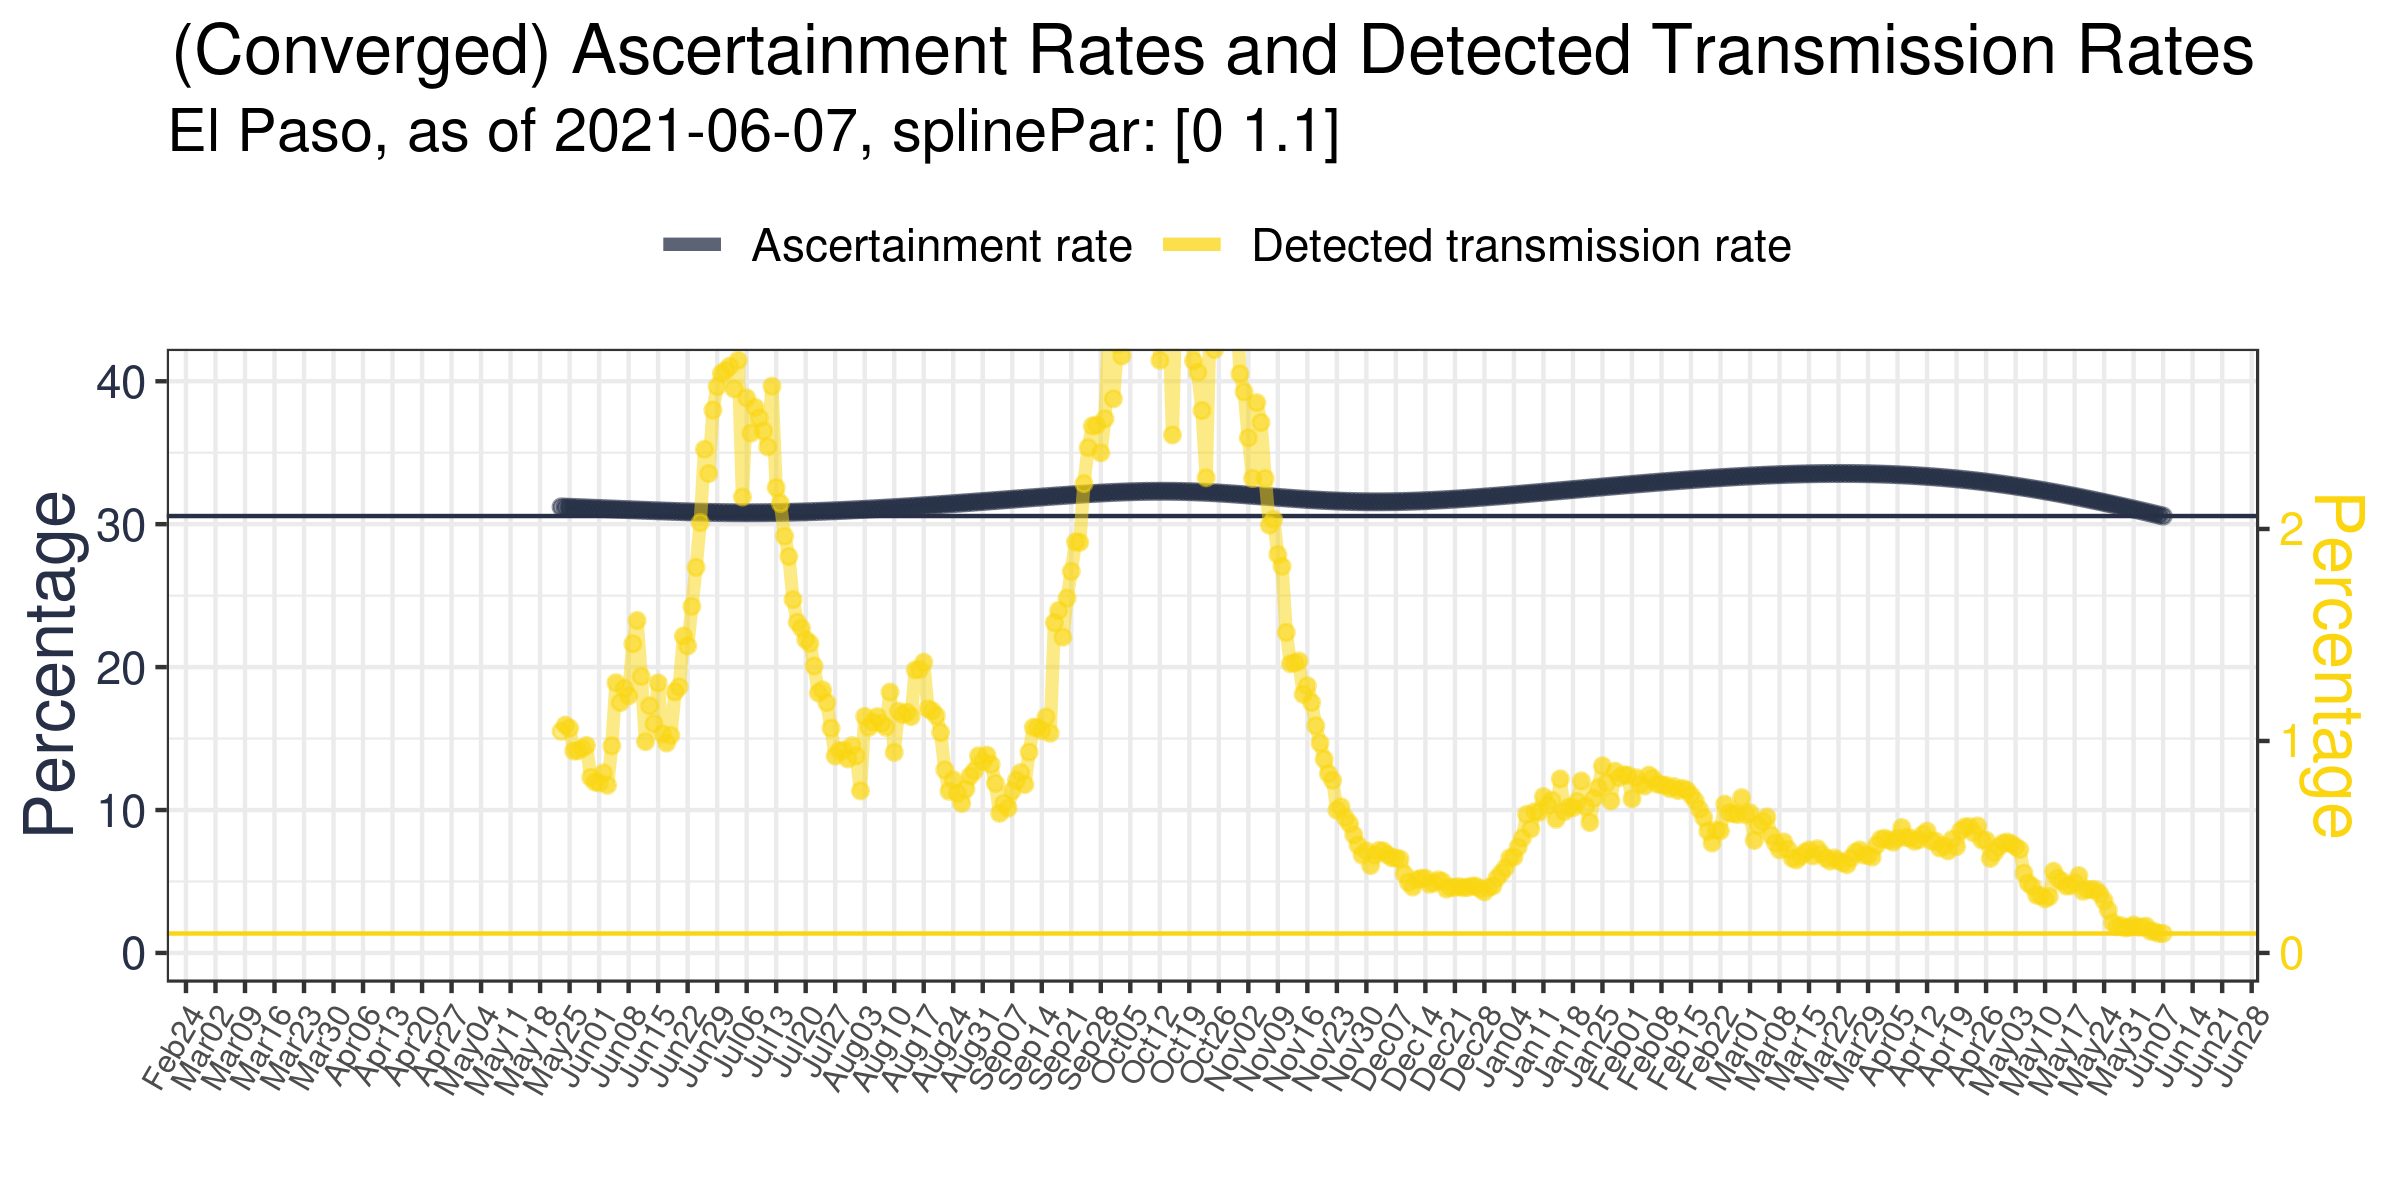 (Converged) Ascertainment Rates and Detected Transmission Rates
El Paso, as of 2021-06-07, splinePar: [0 1.1]
Ascertainment rate
Detected transmission rate
Percentage
40
30
20
10
0
Percentage
2
1
0
Feb24
Mar02
Mar09
Mar16
Mar23
Mar30
Apr06
Apr13
Apr20
Apr27
May04
May11
May18
May25
Jun01
Jun08
Jun15
Jun22
Jun29
Jul06
Jul13
Jul20
Jul27
Aug03
Aug10
Aug17
Aug24
Aug31
Sep07
Sep14
Sep21
Sep28
Oct05
Oct12
Oct19
Oct26
Nov02
Nov09
Nov16
Nov23
Nov30
Dec07
Dec14
Dec21
Dec28
Jan04
Jan11
Jan18
Jan25
Feb01
Feb08
Feb15
Feb22
Mar01
Mar08
Mar15
Mar22
Mar29
Apr05
Apr12
Apr19
Apr26
May03
May10
May17
May24
May31
Jun07
Jun14
Jun21
Jun28